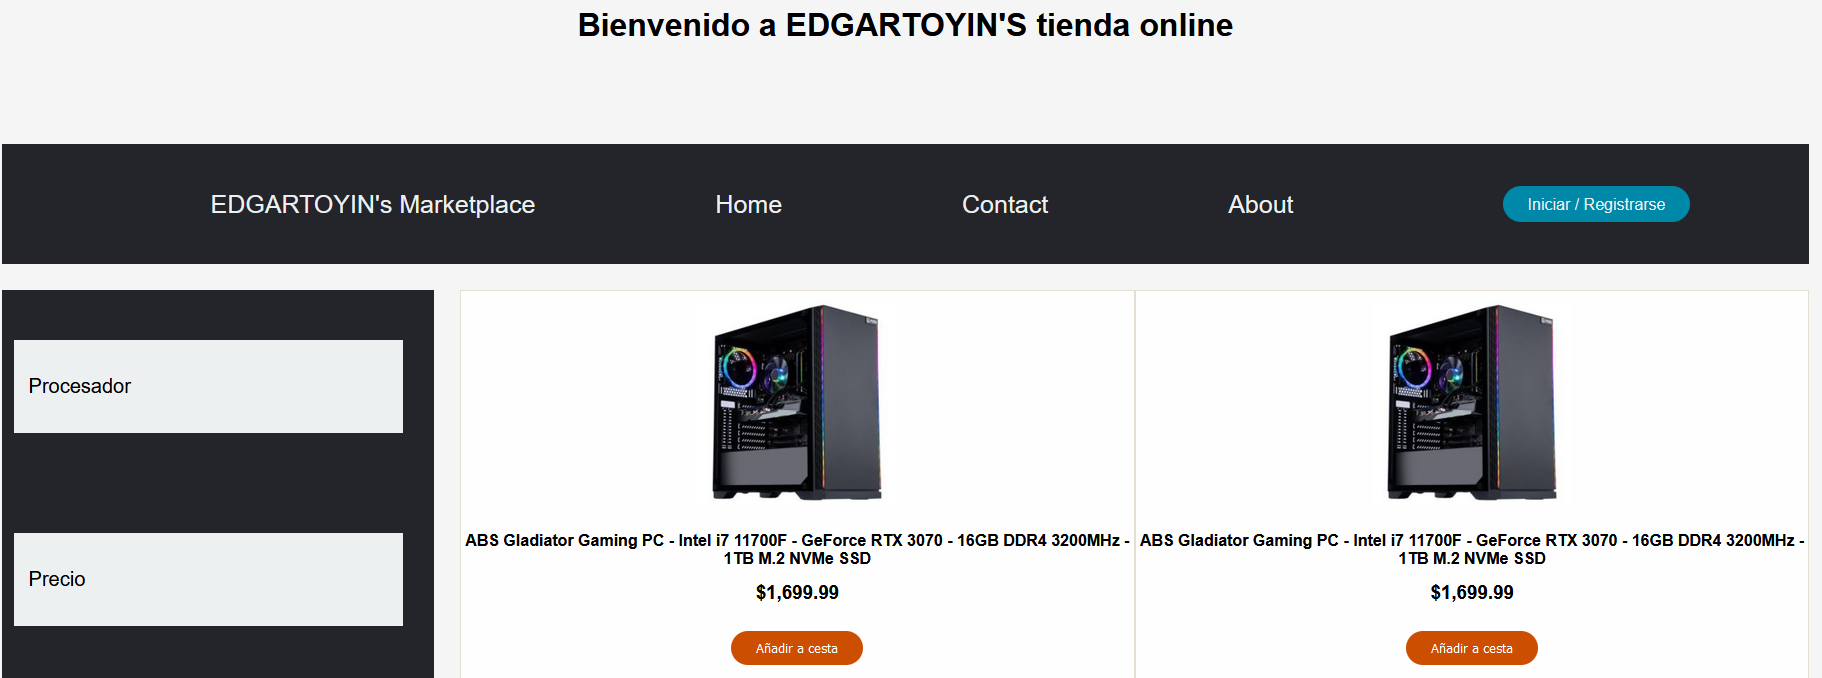 Bienvenido a EDGARTOYIN'S tienda online
EDGARTOYIN's Marketplace
Home
Contact
About
Iniciar / Registrarse
Procesador
Precio
ABS Gladiator Gaming PC - Intel i7 11700F - GeForce RTX 3070 - 16GB DDR4 3200MHz -
1TB M.2 NVMe SSD
$1,699.99
Añadir a cesta
ABS Gladiator Gaming PC - Intel i7 11700F - GeForce RTX 3070 - 16GB DDR4 3200MHz -
1TB M.2 NVMe SSD
$1,699.99
Añadir a cesta